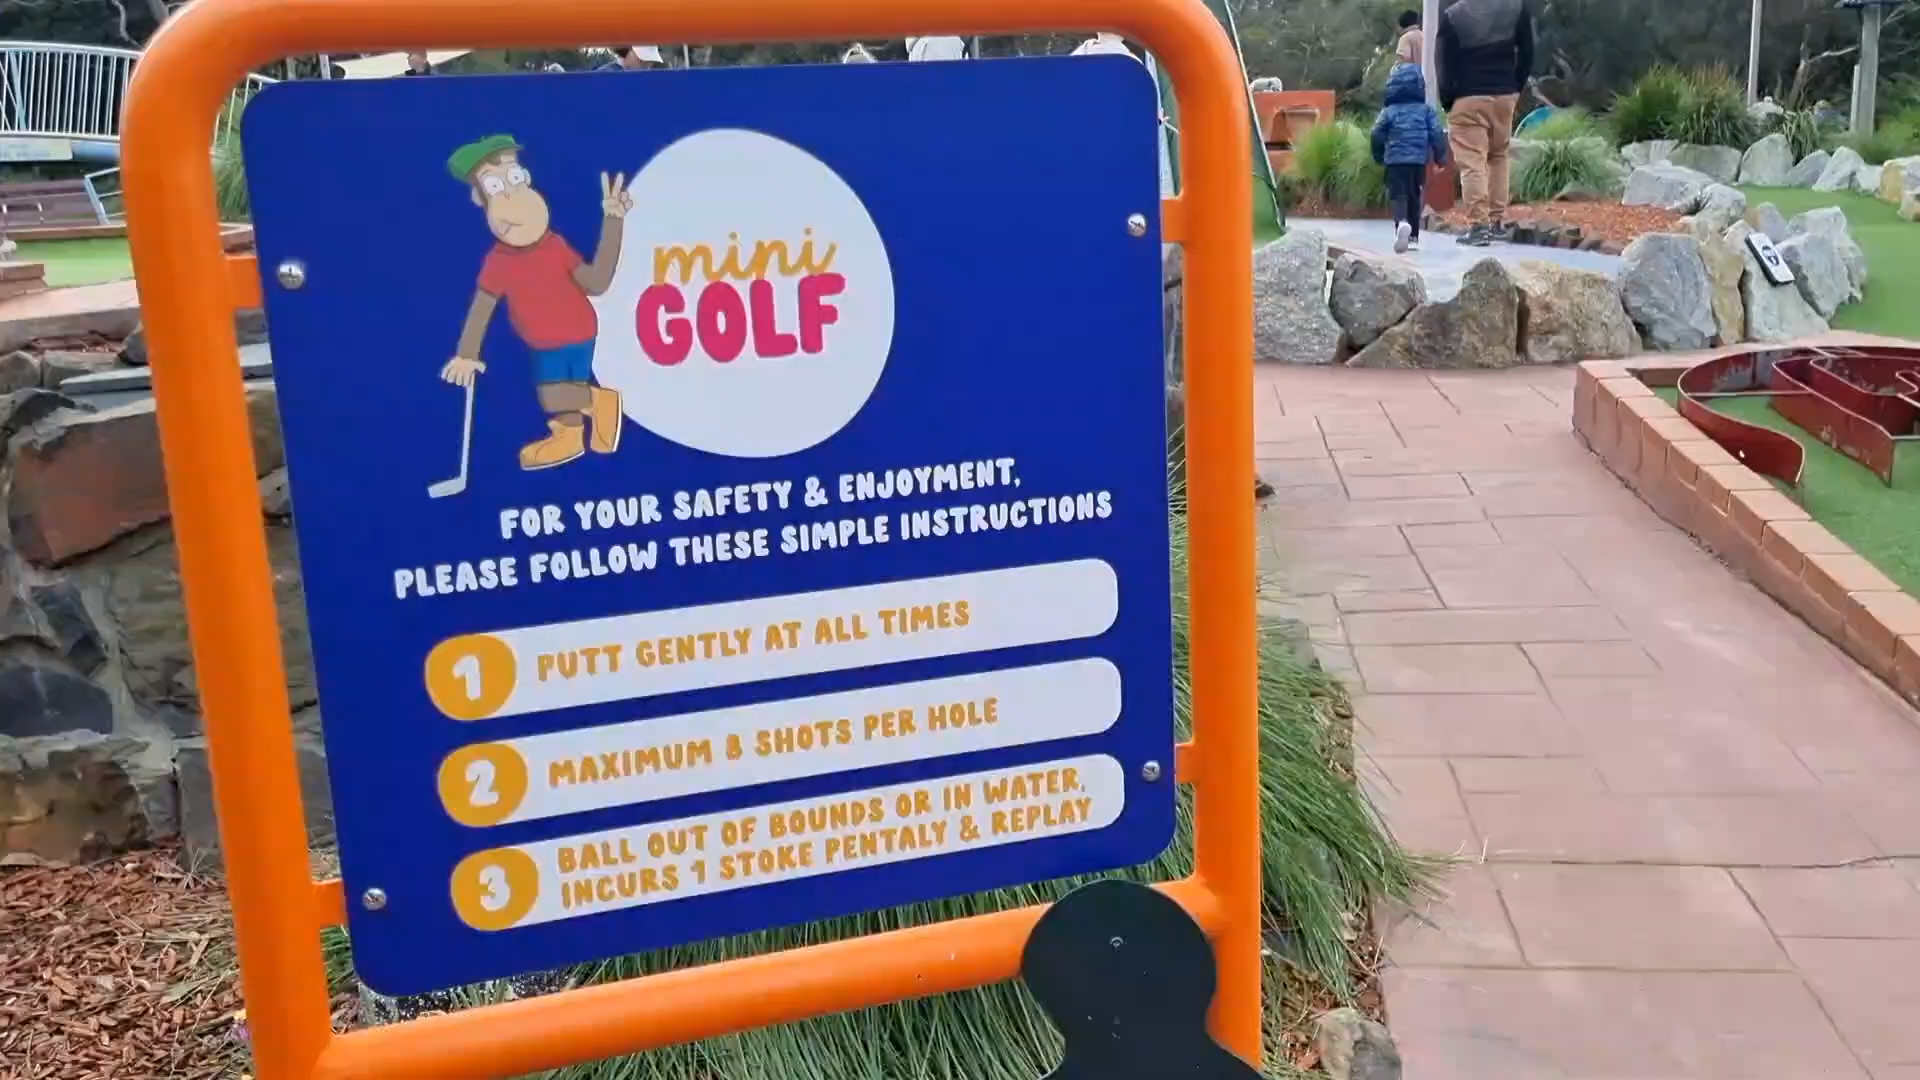 mini
GOLF
FOR YOUR SAFETY & ENJOYMENT,
PLEASE FOLLOW THESE SIMPLE INSTRUCTIONS
1 PUTT GENTLY AT ALL TIMES
2 MAXIMUM 8 SHOTS PER HOLE
3 BALL OUT OF BOUNDS OR IN WATER,
INCURS 1 STOKE PENTALY & REPLAY